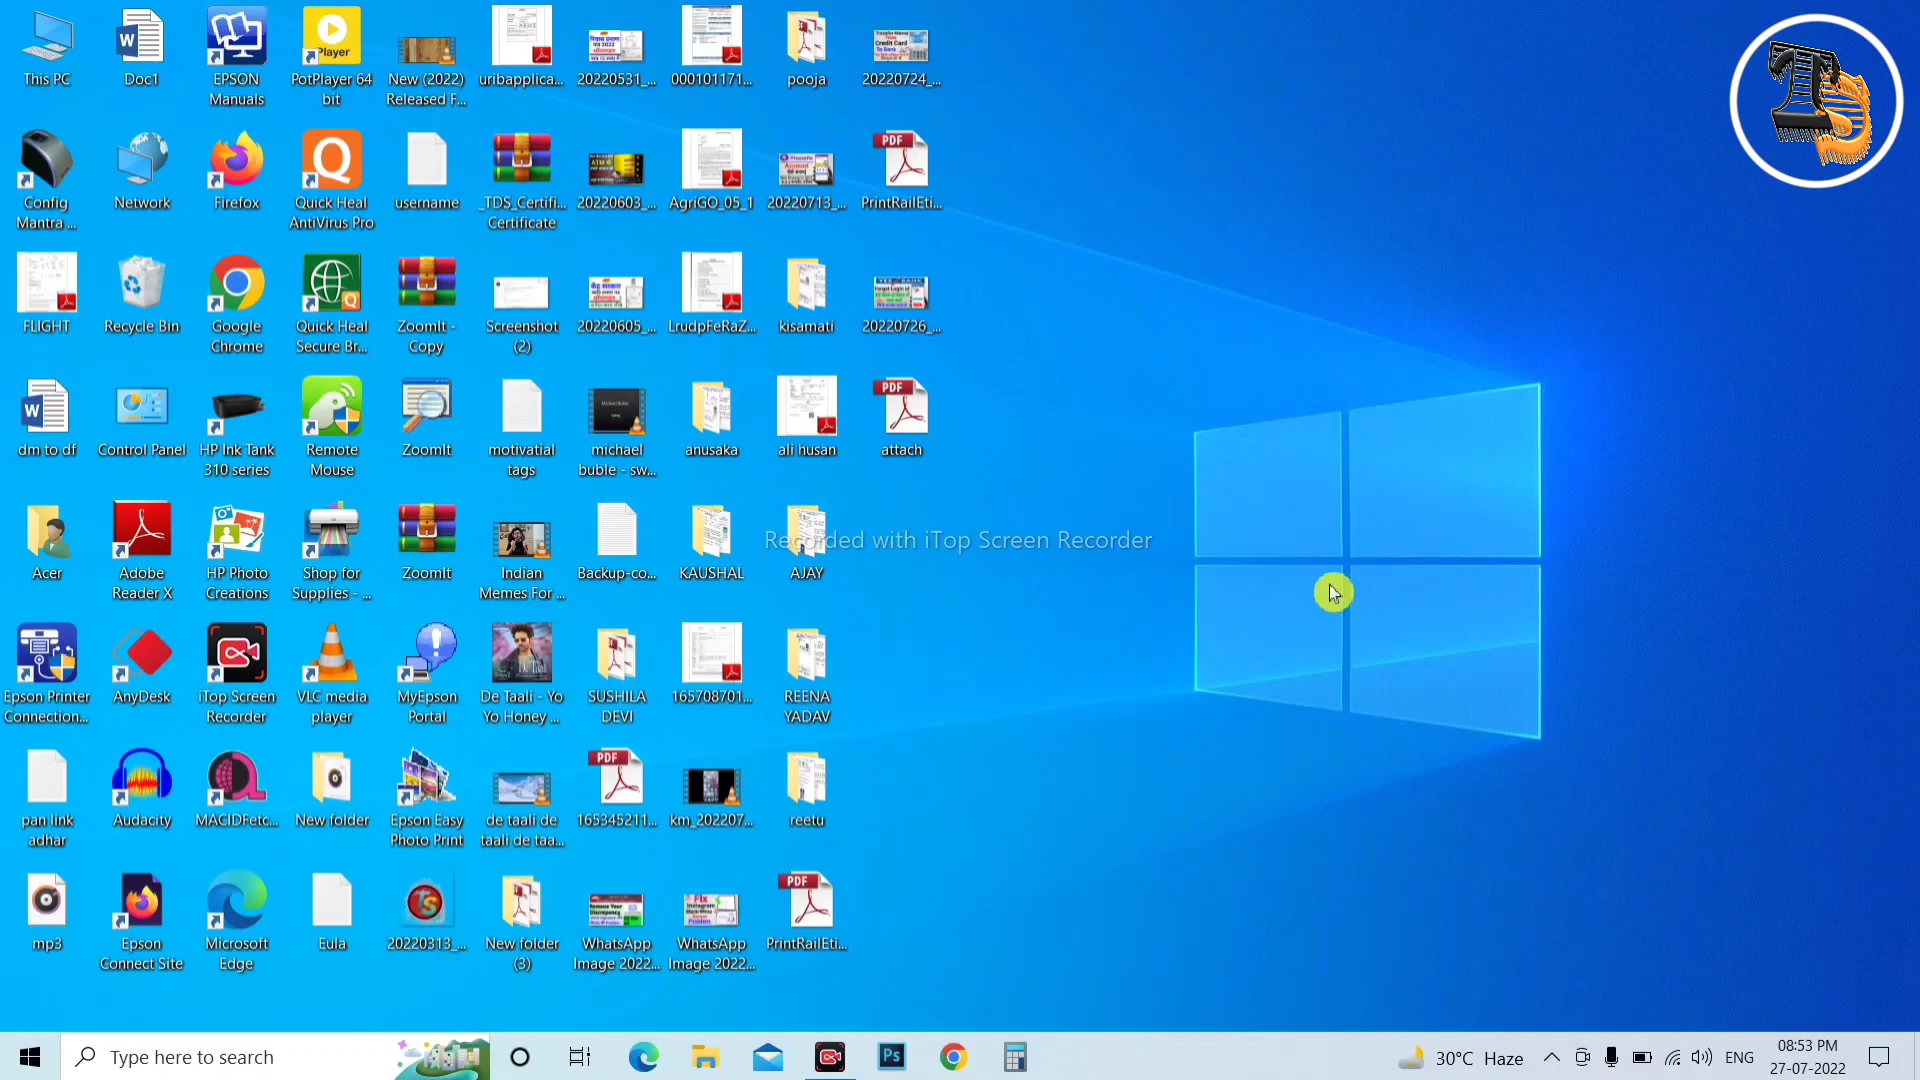 This PC
Doc1
EPSON
Manuals
PotPlayer 64
bit
New (2022)
Released F...
uribapplica...
20220531_...
000101171...
pooja
20220724_...
Config
Mantra ...
Network
Firefox
Quick Heal
AntiVirus Pro
username
_TDS_Certifi...
Certificate
20220603_...
AgriGO_05_1
20220713_...
PrintRailEti...
FLIGHT
Recycle Bin
Google
Chrome
Quick Heal
Secure Br...
ZoomIt -
Copy
Screenshot
(2)
20220605_...
LrudpFeRaZ...
kisamati
20220726_...
dm to df
Control Panel
HP Ink Tank
310 series
Remote
Mouse
ZoomIt
motivatial
tags
michael
buble - sw...
anusaka
ali husan
attach
Recorded with iTop Screen Recorder
Acer
Adobe
Reader X
HP Photo
Creations
Shop for
Supplies - ...
ZoomIt
Indian
Memes For ...
Backup-co...
KAUSHAL
AJAY
Epson Printer
Connection...
AnyDesk
iTop Screen
Recorder
VLC media
player
MyEpson
Portal
De Taali - Yo
Yo Honey ...
SUSHILA
DEVI
165708701...
REENA
YADAV
pan link
adhar
Audacity
MACIDFetc...
New folder
Epson Easy
Photo Print
de taali de
taali de taa...
165345211...
km_202207...
reetu
mp3
Epson
Connect Site
Microsoft
Edge
Eula
20220313_...
New folder
(3)
WhatsApp
Image 2022...
WhatsApp
Image 2022...
PrintRailEti...
Type here to search
30°C Haze
ENG
08:53 PM
27-07-2022